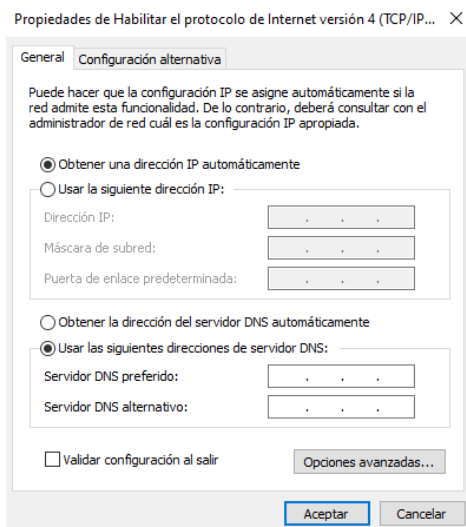 Propiedades de Habilitar el protocolo de Internet versión 4 (TCP/IP...
General
Configuración alternativa
Puede hacer que la configuración IP se asigne automáticamente si la
red admite esta funcionalidad. De lo contrario, deberá consultar con el
administrador de red cuál es la configuración IP apropiada.
Obtener una dirección IP automáticamente
Usar la siguiente dirección IP:
Dirección IP:
Máscara de subred:
Puerta de enlace predeterminada:
Obtener la dirección del servidor DNS automáticamente
Usar las siguientes direcciones de servidor DNS:
Servidor DNS preferido:
Servidor DNS alternativo:
Validar configuración al salir
Opciones avanzadas...
Aceptar
Cancelar